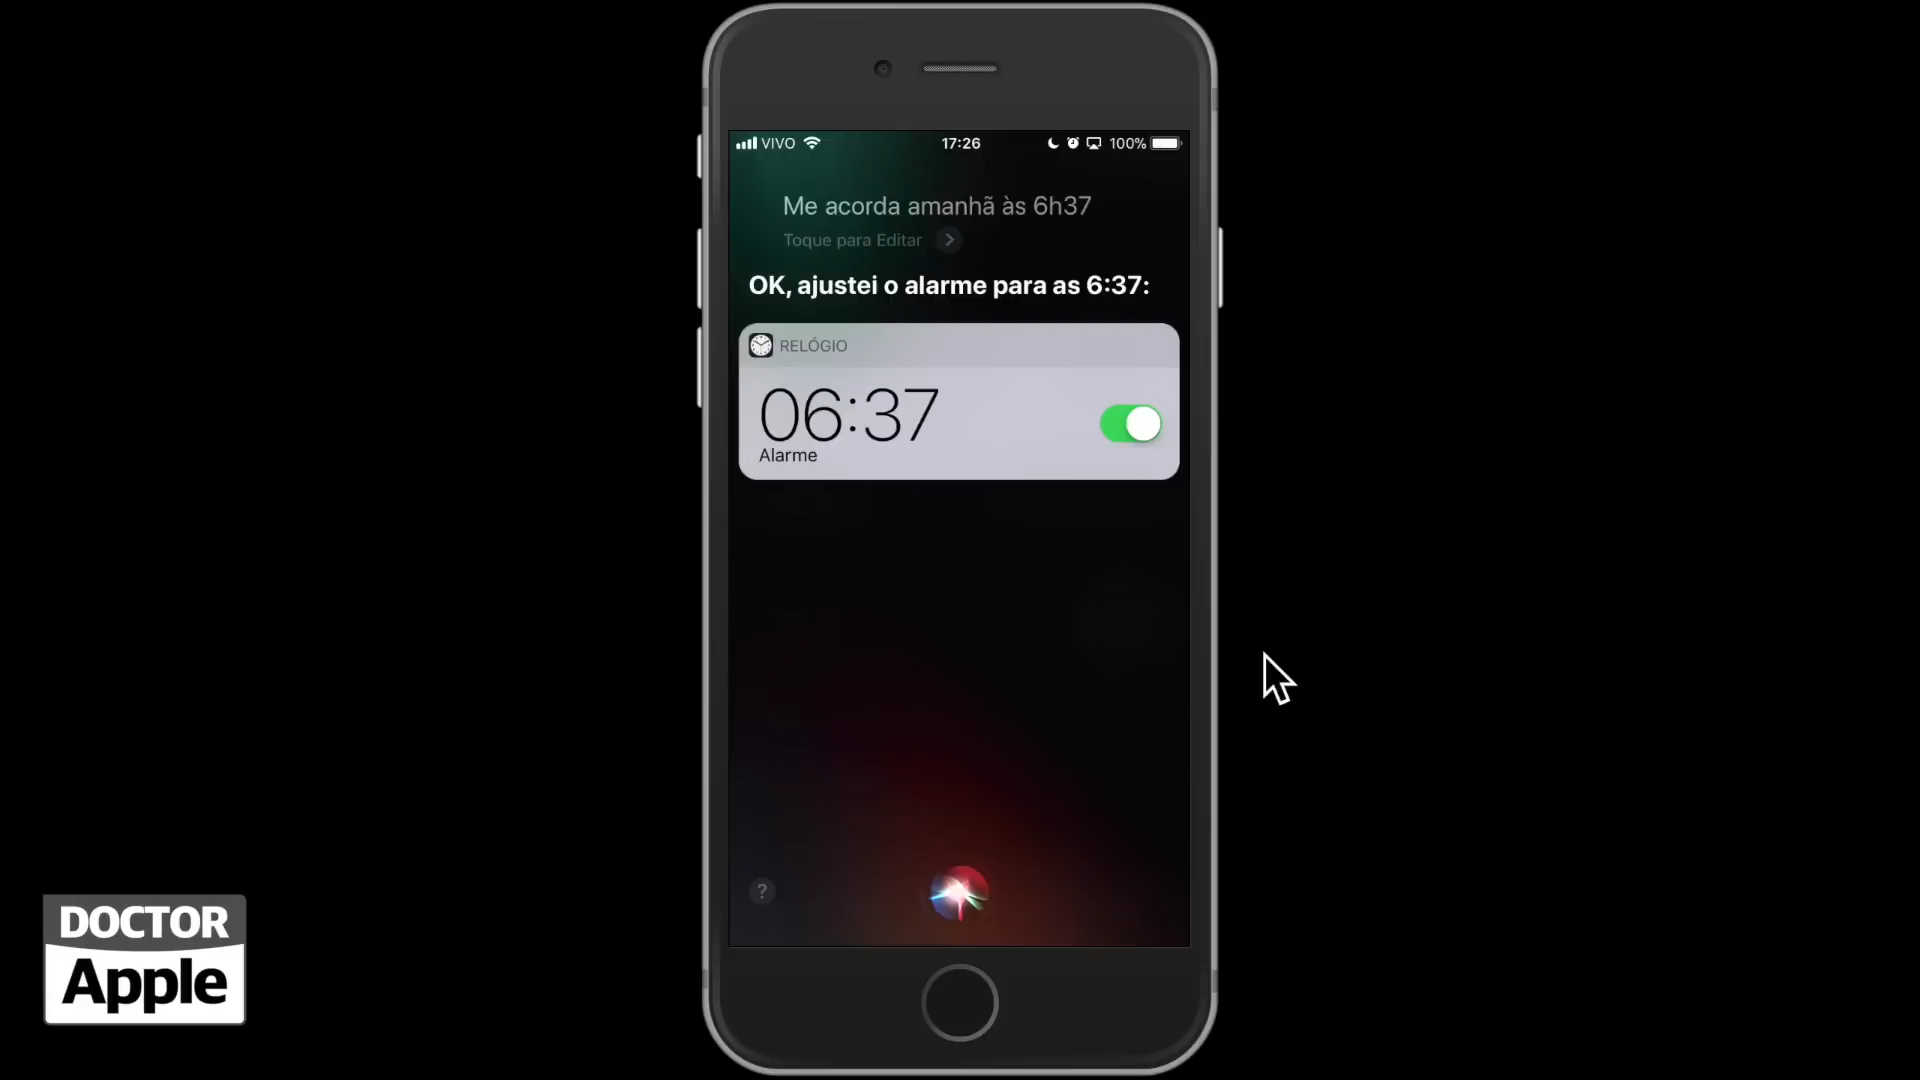 VIVO 17:26 100%
Me acorda amanhã às 6h37
Toque para Editar
OK, ajustei o alarme para as 6:37:
RELÓGIO
06:37
Alarme
?
DOCTOR
Apple